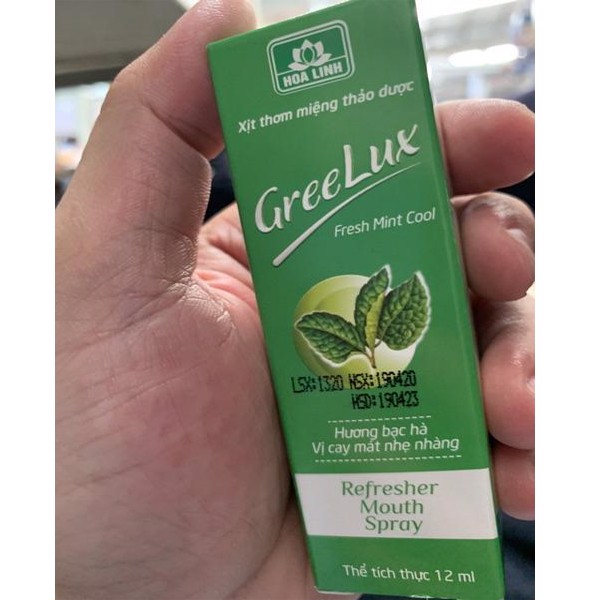 HOA LINH
Xịt thơm miệng thảo dược
GreeLux
Fresh Mint Cool
LSX:1320 NSX:190420
HSD:190423
Hương bạc hà
Vị cay mát nhẹ nhàng
Refresher
Mouth
Spray
Thể tích thực 12 ml